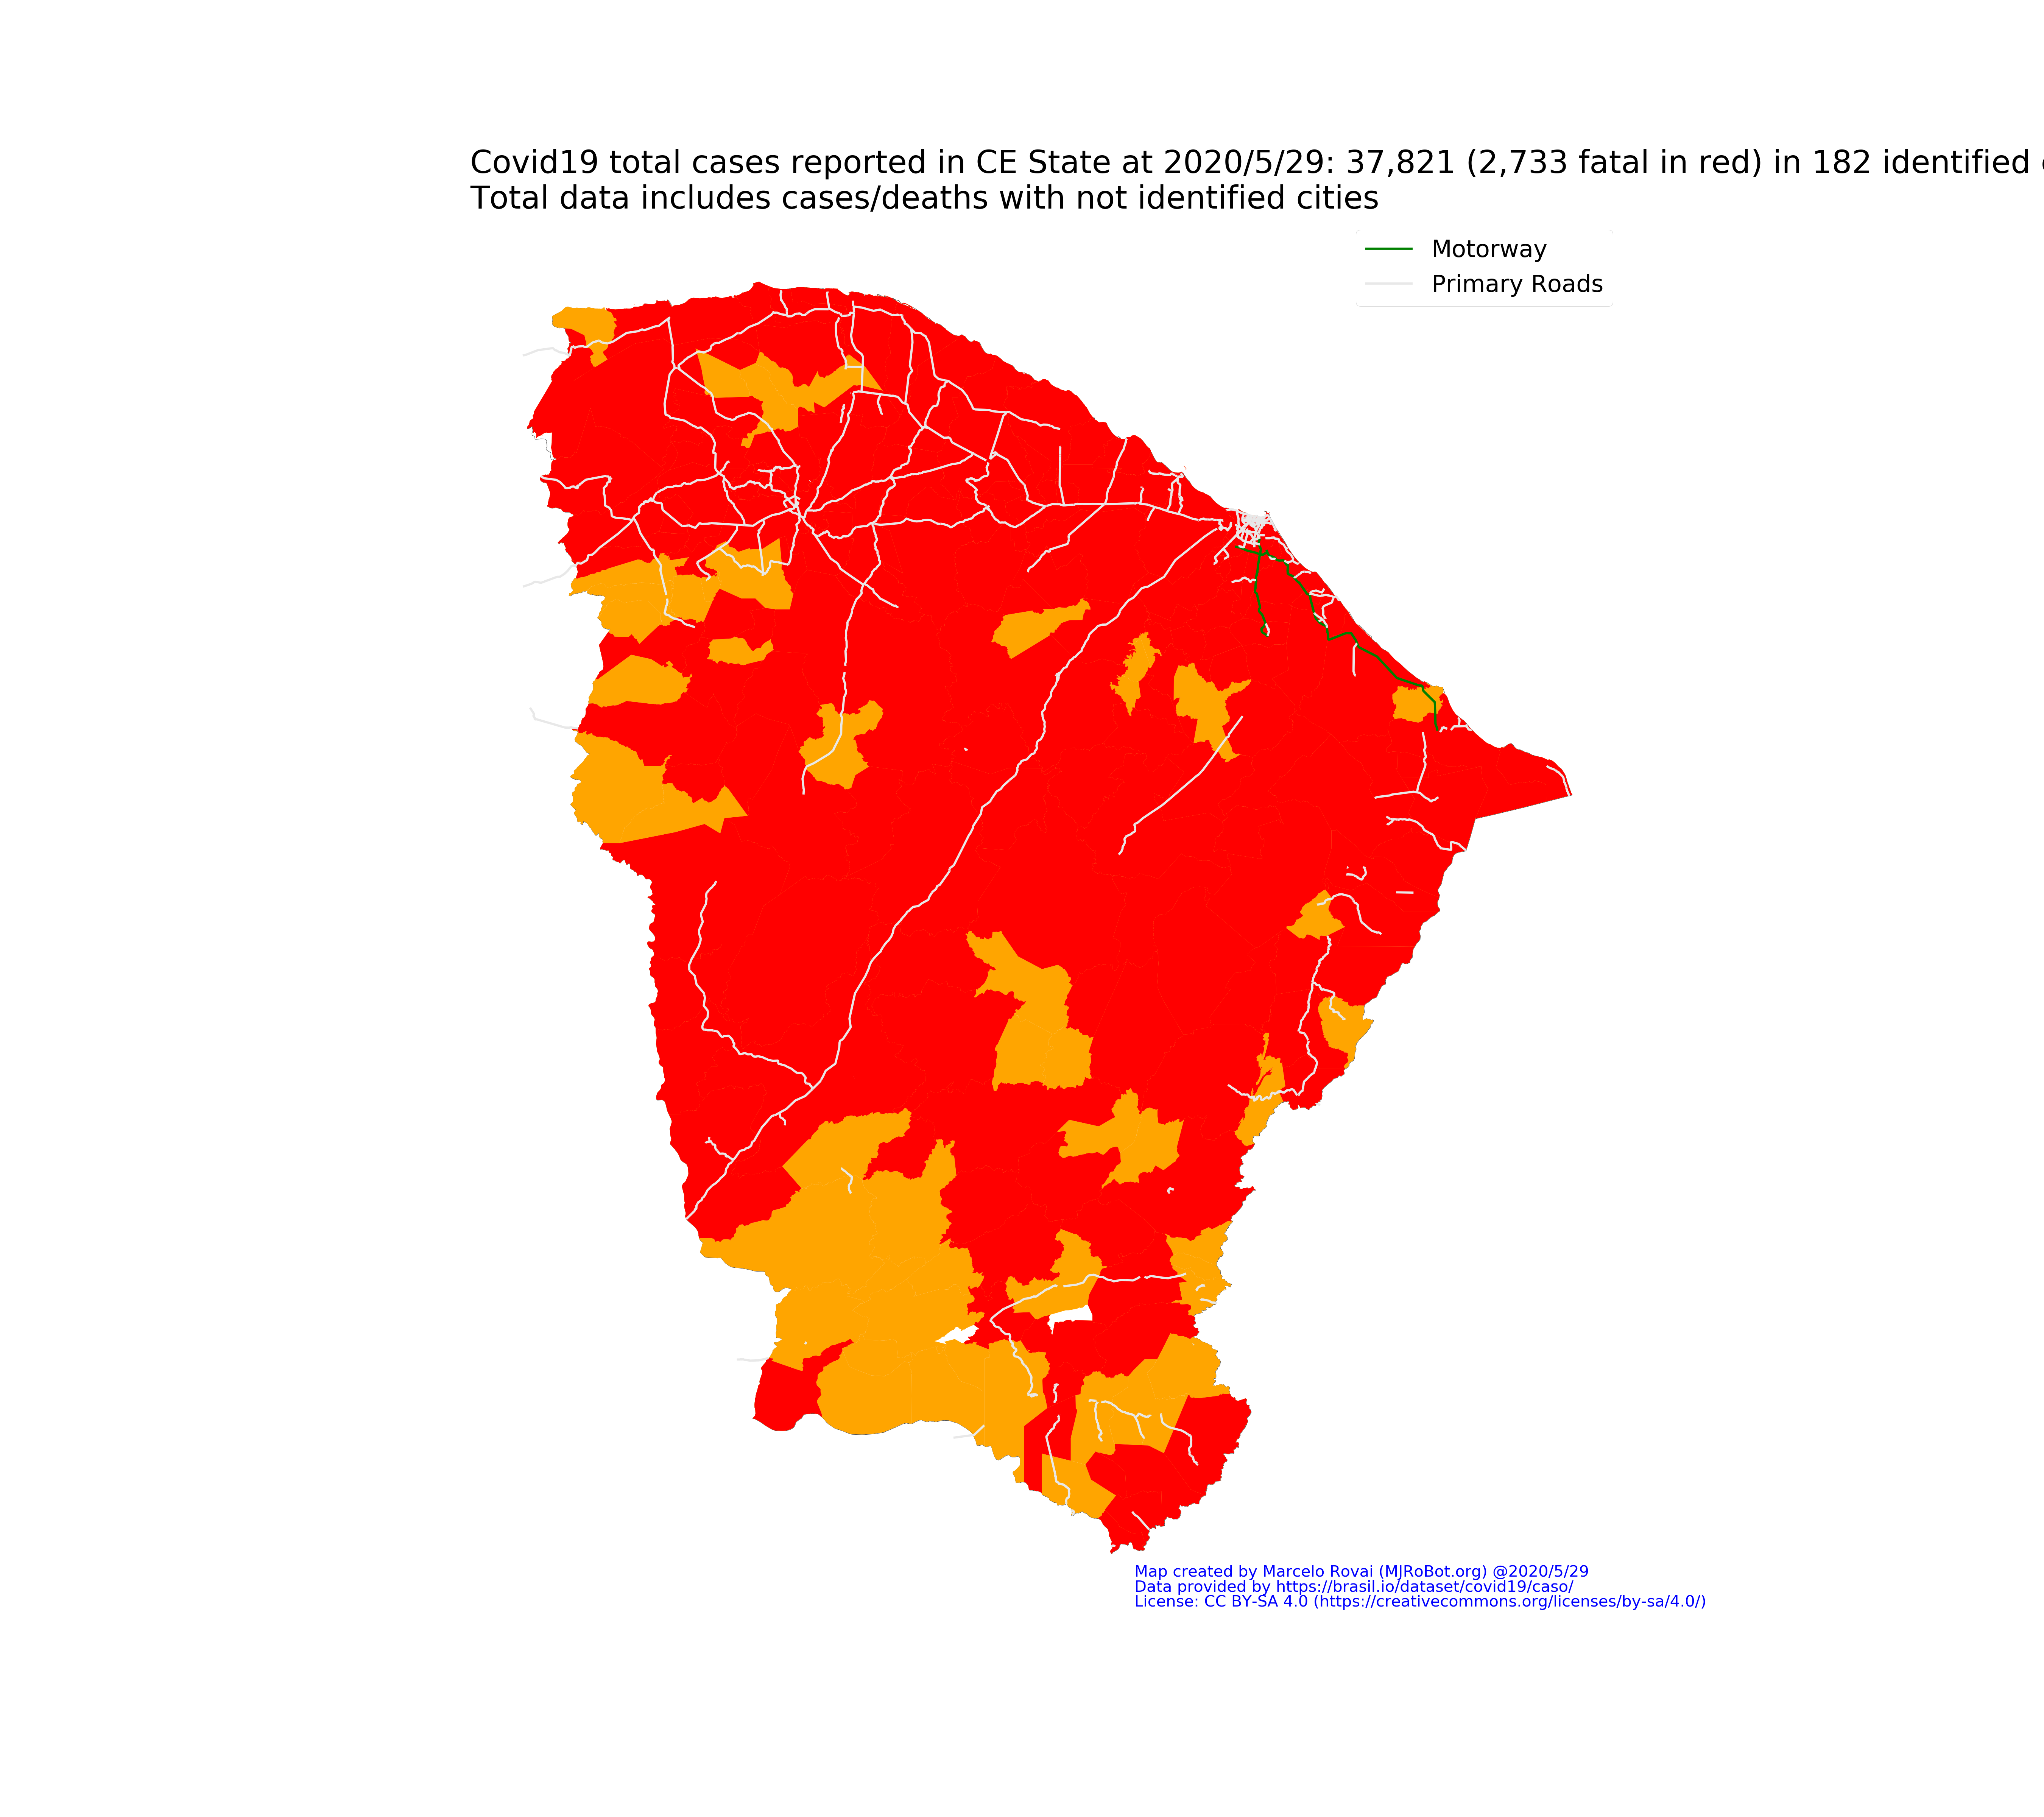 Covid19 total cases reported in CE State at 2020/5/29: 37,821 (2,733 fatal in red) in 182 identified
Total data includes cases/deaths with not identified cities
Motorway
Primary Roads
Map created by Marcelo Rovai (MJRoBot.org) @2020/5/29
Data provided by https://brasil.io/dataset/covid19/caso/
License: CC BY-SA 4.0 (https://creativecommons.org/licenses/by-sa/4.0/)